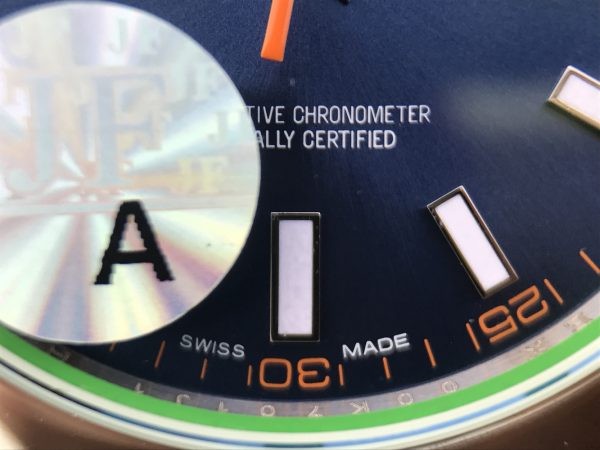 JF
A
TIVE CHRONOMETER
ALLY CERTIFIED
SWISS MADE
30
25